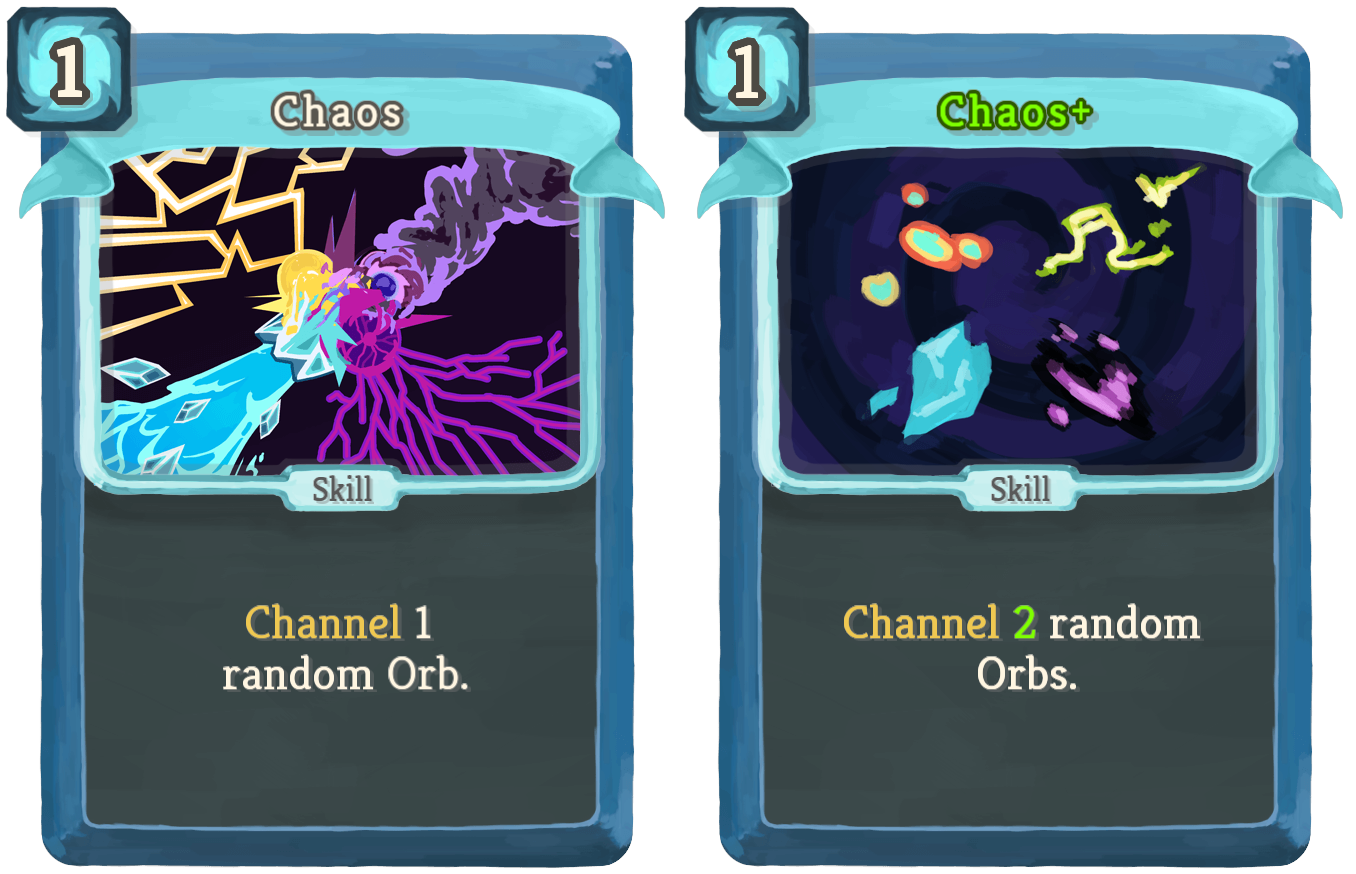 1
Chaos
Skill
Channel 1
random Orb.
1
Chaos+
Skill
Channel 2 random
Orbs.